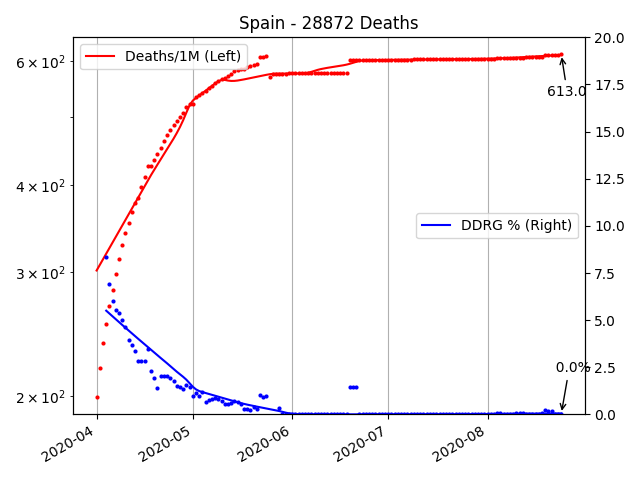 Spain - 28872 Deaths
Deaths/1M (Left)
DDRG % (Right)
613.0
0.0%
6 × 10²
4 × 10²
3 × 10²
2 × 10²
20.0
17.5
15.0
12.5
10.0
7.5
5.0
2.5
0.0
2020-04
2020-05
2020-06
2020-07
2020-08